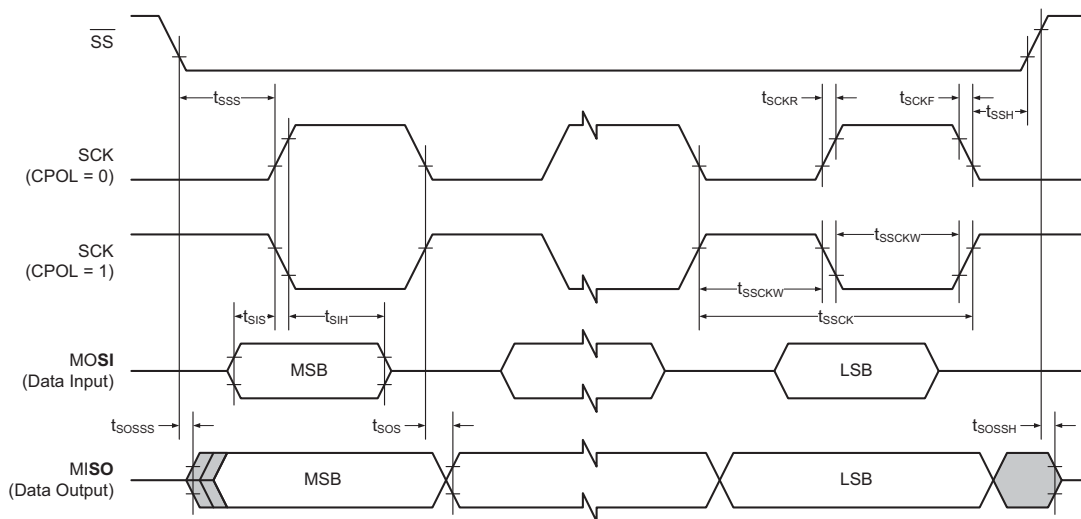 SS
tSSS
tSCKR
tSCKF
tSSH
SCK
(CPOL = 0)
SCK
(CPOL = 1)
tSSCKW
tSSCKW
tSSCK
tSIS
tSIH
MOSI
(Data Input)
MSB
LSB
tSOSSS
tSOS
tSOSSH
MISO
(Data Output)
MSB
LSB